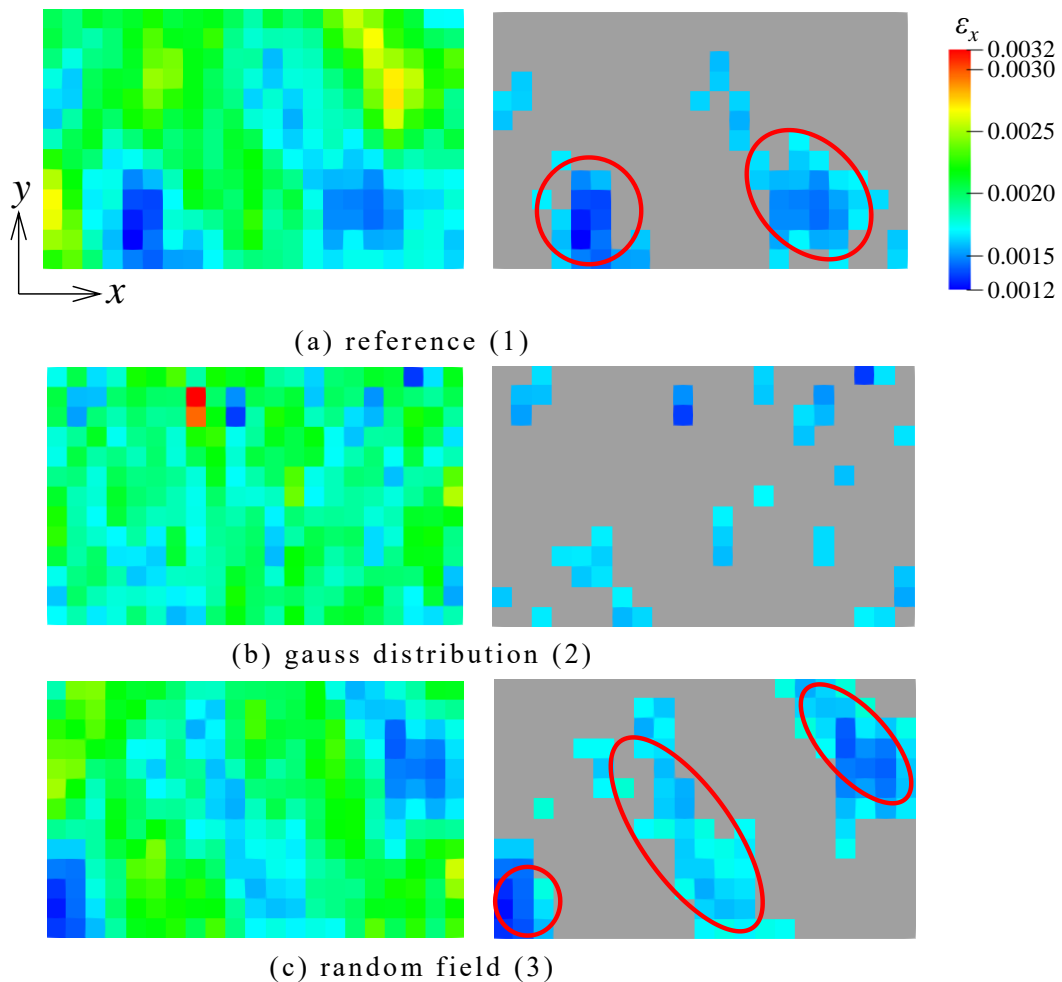 ε_x
0.0032
0.0030
0.0025
0.0020
0.0015
0.0012
y
x
(a) reference (1)
(b) gauss distribution (2)
(c) random field (3)